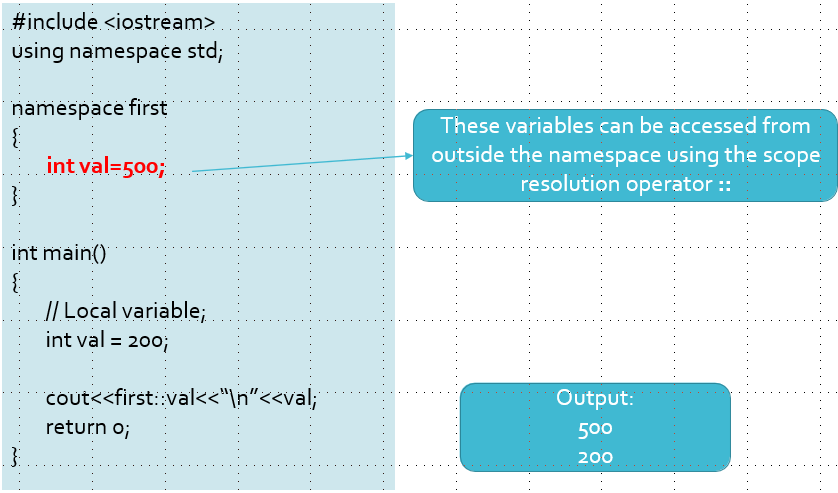 #include <iostream>
using namespace std;
namespace first
{
int val=500;
}
int main()
{
// Local variable;
int val = 200;
cout<<first::val<<“\n”<<val;
return 0;
}
These variables can be accessed from
outside the namespace using the scope
resolution operator ::
Output:
500
200